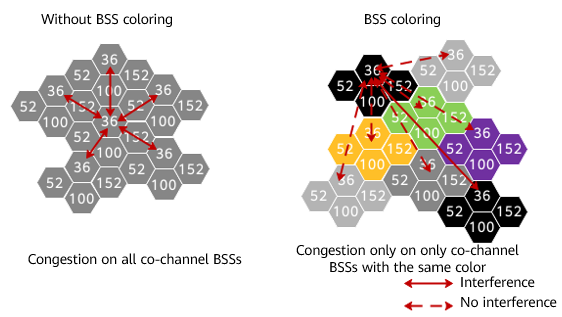 Without BSS coloring
36
52 152
36 36
52 152 52 152
100 36 100
52 152
36 100 36
52 152
100
Congestion on all co-channel BSSs
BSS coloring
36
36 52 152
52 152 100
100 36
52 152
36 36
52 152 52 152
100 100
36 52 152 36
52 152 100 52 152
100 100
Congestion only on only co-channel
BSSs with the same color
Interference
No interference